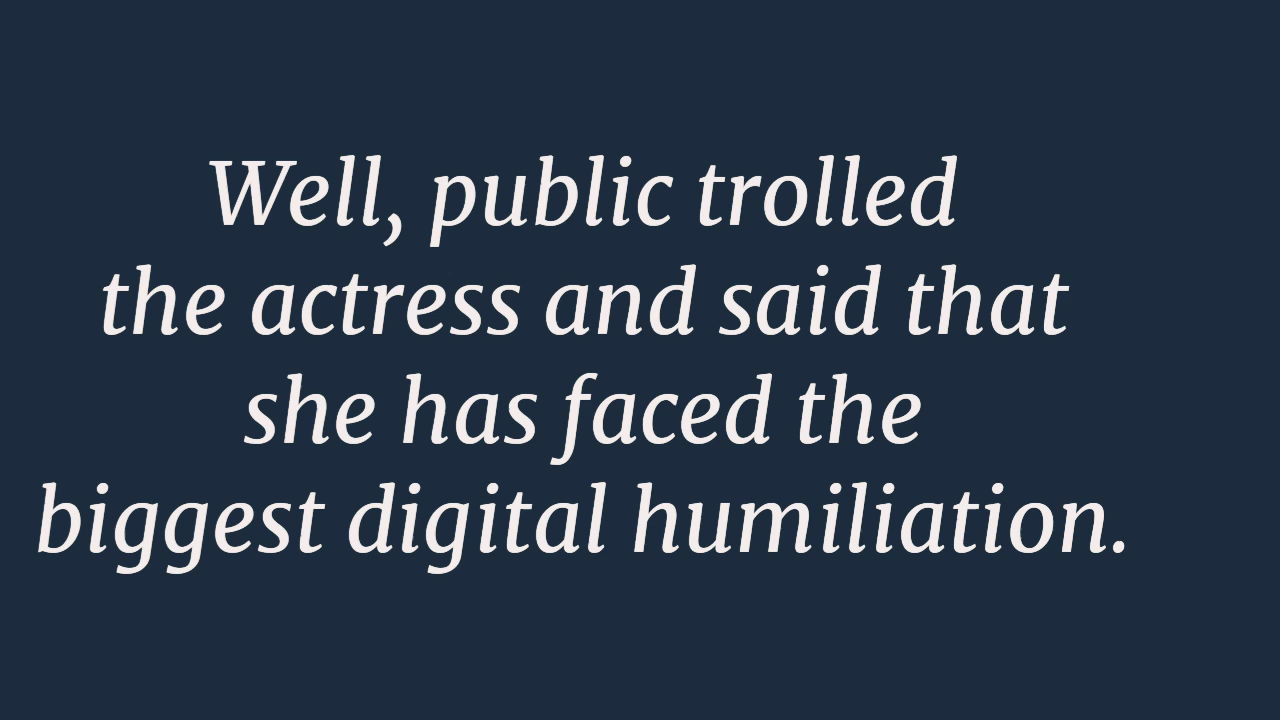 Well, public trolled
the actress and said that
she has faced the
biggest digital humiliation.